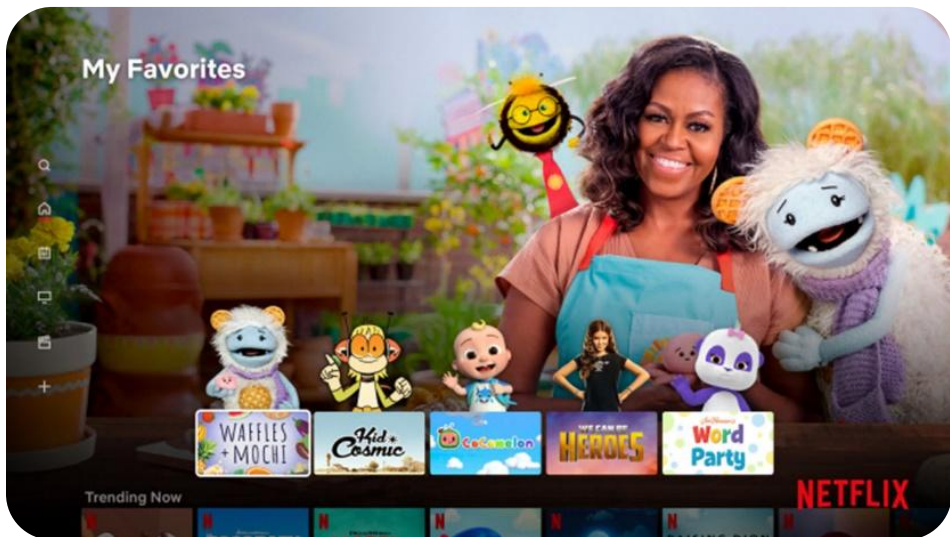 My Favorites
WAFFLES
+ MOCHI
Kid
Cosmic
CoComelon
WE CAN BE
HEROES
Word
Party
Trending Now
NETFLIX
N
N
N
N
N
N
N